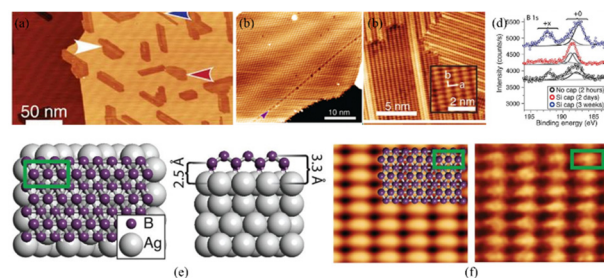 (a)
50 nm
(b)
10 nm
(b)
5 nm
b
a
2 nm
(d)
B 1s
+x
+0
Intensity (counts/s)
5000
4500
4000
3500
3000
No cap (2 hours)
Si cap (2 days)
Si cap (3 weeks)
195
190
185
Binding energy (eV)
B
Ag
2.5 Å
3.3 Å
(e)
(f)